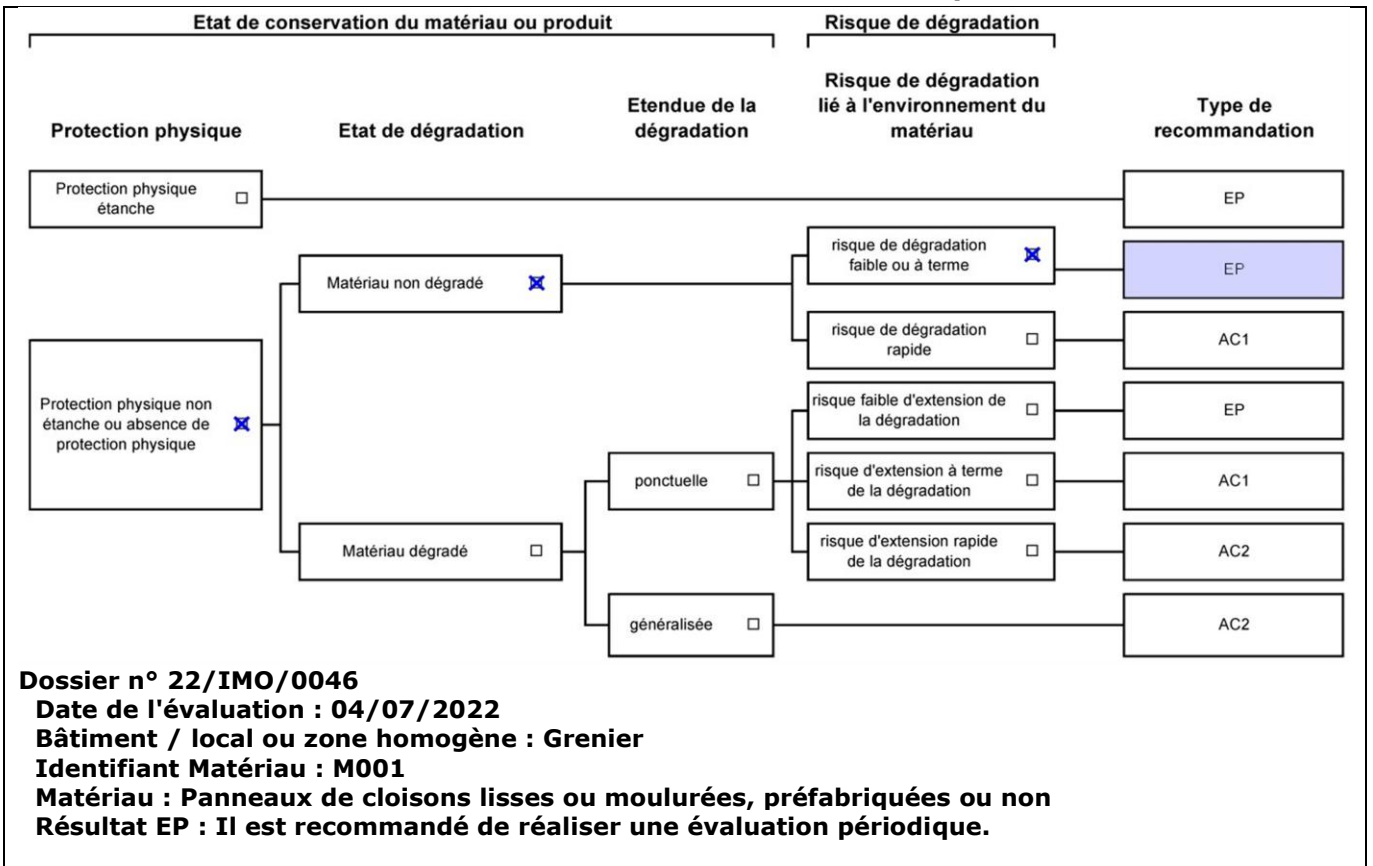 Etat de conservation du matériau ou produit
Risque de dégradation
Protection physique
Etat de dégradation
Etendue de la
dégradation
Risque de dégradation
lié à l'environnement du
matériau
Type de
recommandation
Protection physique
étanche
EP
risque de dégradation
faible ou à terme
EP
Matériau non dégradé
risque de dégradation
rapide
AC1
Protection physique non
étanche ou absence de
protection physique
risque faible d'extension de
la dégradation
EP
ponctuelle
risque d'extension à terme
de la dégradation
AC1
Matériau dégradé
risque d'extension rapide
de la dégradation
AC2
généralisée
AC2
Dossier n° 22/IMO/0046
Date de l'évaluation : 04/07/2022
Bâtiment / local ou zone homogène : Grenier
Identifiant Matériau : M001
Matériau : Panneaux de cloisons lisses ou moulurées, préfabriquées ou non
Résultat EP : Il est recommandé de réaliser une évaluation périodique.